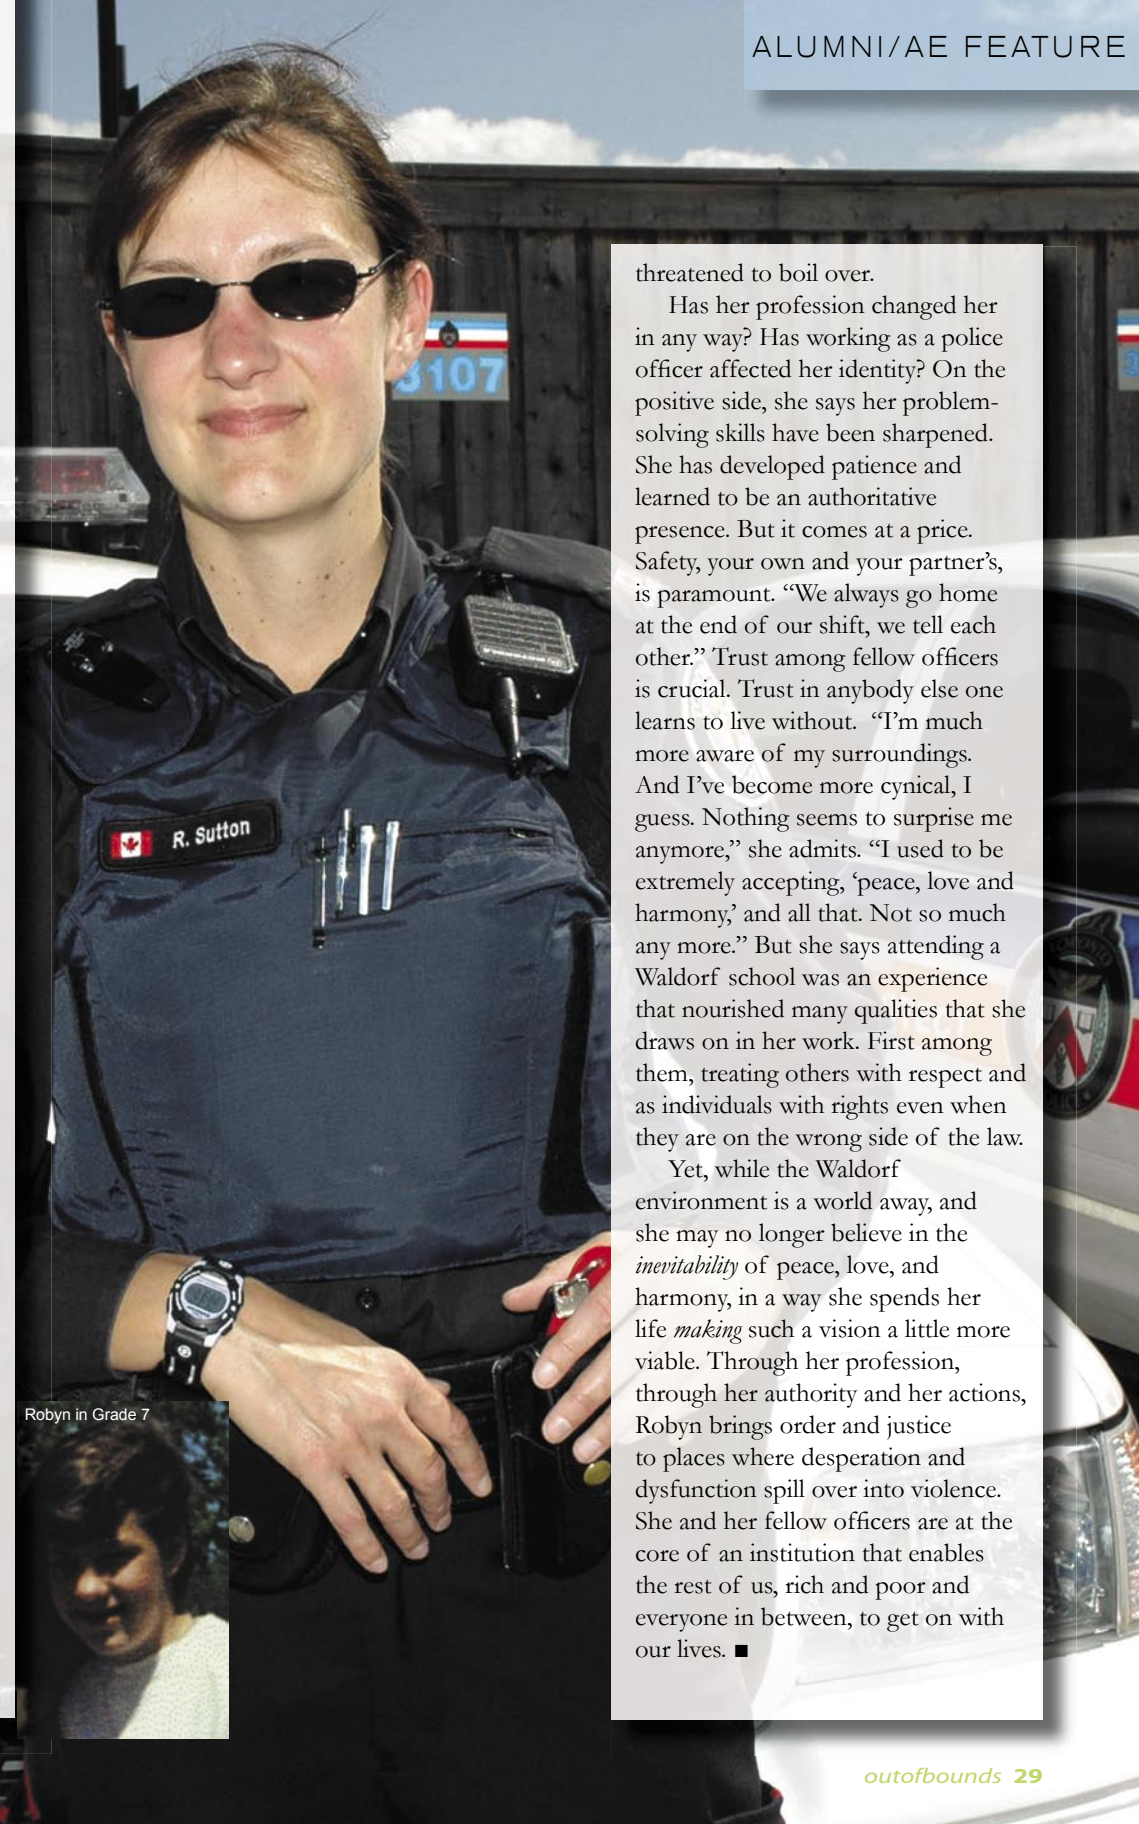 ALUMNI/AE FEATURE
3107
R. Sutton
threatened to boil over.
Has her profession changed her
in any way? Has working as a police
officer affected her identity? On the
positive side, she says her problem-
solving skills have been sharpened.
She has developed patience and
learned to be an authoritative
presence. But it comes at a price.
Safety, your own and your partner’s,
is paramount. “We always go home
at the end of our shift, we tell each
other.” Trust among fellow officers
is crucial. Trust in anybody else one
learns to live without. “I’m much
more aware of my surroundings.
And I’ve become more cynical, I
guess. Nothing seems to surprise me
anymore,” she admits. “I used to be
extremely accepting, ‘peace, love and
harmony,’ and all that. Not so much
any more.” But she says attending a
Waldorf school was an experience
that nourished many qualities that she
draws on in her work. First among
them, treating others with respect and
as individuals with rights even when
they are on the wrong side of the law.
Yet, while the Waldorf
environment is a world away, and
she may no longer believe in the
inevitability of peace, love, and
harmony, in a way she spends her
life making such a vision a little more
viable. Through her profession,
through her authority and her actions,
Robyn brings order and justice
to places where desperation and
dysfunction spill over into violence.
She and her fellow officers are at the
core of an institution that enables
the rest of us, rich and poor and
everyone in between, to get on with
our lives. ■
Robyn in Grade 7
outofbounds 29